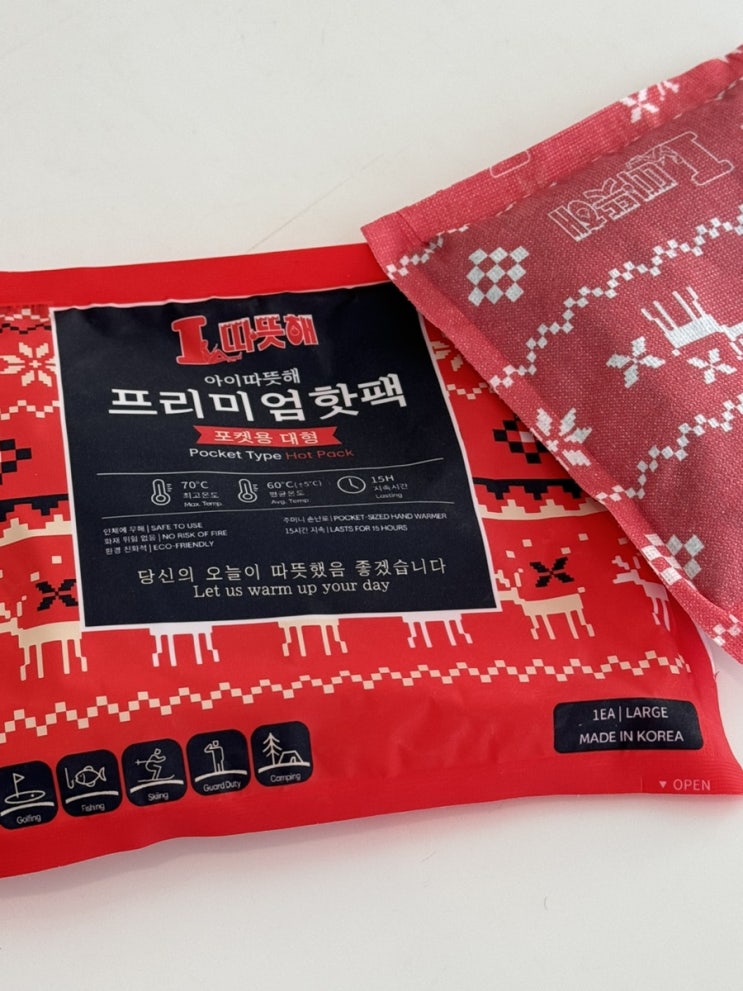 I따뜻해
아이따뜻해
프리미엄핫팩
포켓용 대형
Pocket Type Hot Pack
70°C
최고온도
Max. Temp
60°C(±5°C)
평균온도
Avg. Temp
15H
지속시간
Lasting
인체에 무해 | SAFE TO USE
화재 위험 없음 | NO RISK OF FIRE
환경 친화적 | ECO-FRIENDLY
주머니 손난로 | POCKET-SIZED HAND WARMER
15시간 지속 | LASTS FOR 15 HOURS
당신의 오늘이 따뜻했음 좋겠습니다
Let us warm up your day
1EA | LARGE
MADE IN KOREA
Golfing
Fishing
Skiing
Guard Duty
Camping
▼ OPEN
I따뜻해